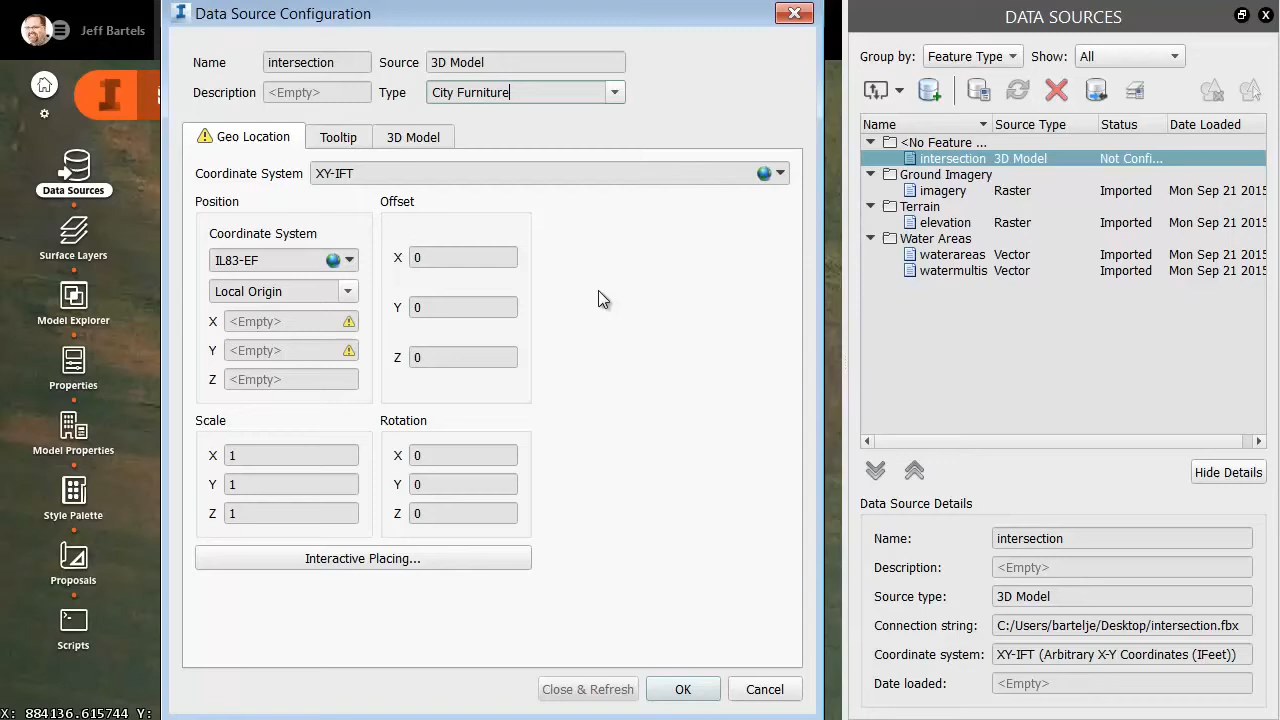 Jeff Bartels
Data Sources
Surface Layers
Model Explorer
Properties
Model Properties
Style Palette
Proposals
Scripts
X: 884136.615744 Y:
Data Source Configuration
Name intersection Source 3D Model
Description <Empty> Type City Furniture
Geo Location Tooltip 3D Model
Coordinate System XY-IFT
Position Offset
Coordinate System
IL83-EF X 0
Local Origin
X <Empty> Y 0
Y <Empty> Z 0
Z <Empty>
Scale Rotation
X 1 X 0
Y 1 Y 0
Z 1 Z 0
Interactive Placing...
Close & Refresh OK Cancel
DATA SOURCES
Group by: Feature Type Show: All
Name Source Type Status Date Loaded
<No Feature ...
intersection 3D Model Not Confi...
Ground Imagery
imagery Raster Imported Mon Sep 21 2015
Terrain
elevation Raster Imported Mon Sep 21 2015
Water Areas
waterareas Vector Imported Mon Sep 21 2015
watermultis Vector Imported Mon Sep 21 2015
Hide Details
Data Source Details
Name: intersection
Description: <Empty>
Source type: 3D Model
Connection string: C:/Users/bartelje/Desktop/intersection.fbx
Coordinate system: XY-IFT (Arbitrary X-Y Coordinates (IFeet))
Date loaded: <Empty>